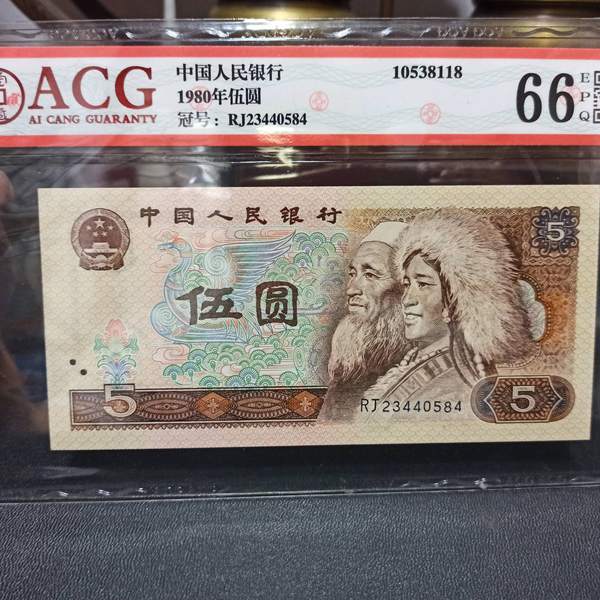 ACG
AI CANG GUARANTY
中国人民银行
1980年伍圆
冠号: RJ23440584
10538118
66
E
P
Q
中国人民银行
5
伍圆
RJ23440584
5
5